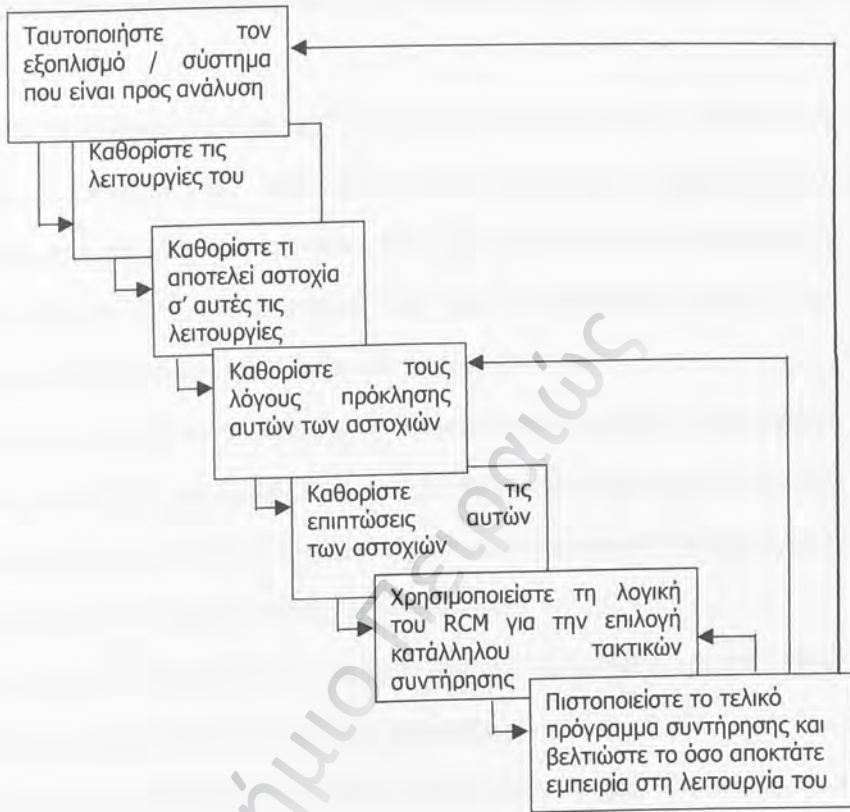 Ταυτοποιήστε τον
εξοπλισμό / σύστημα
που είναι προς ανάλυση
Καθορίστε τις
λειτουργίες του
Καθορίστε τι
αποτελεί αστοχία
σ' αυτές τις
λειτουργίες
Καθορίστε τους
λόγους πρόκλησης
αυτών των αστοχιών
Καθορίστε τις
επιπτώσεις αυτών
των αστοχιών
Χρησιμοποιείστε τη λογική
του RCM για την επιλογή
κατάλληλου τακτικών
συντήρησης
Πιστοποιείστε το τελικό
πρόγραμμα συντήρησης και
βελτιώστε το όσο αποκτάτε
εμπειρία στη λειτουργία του
Πειραιώς